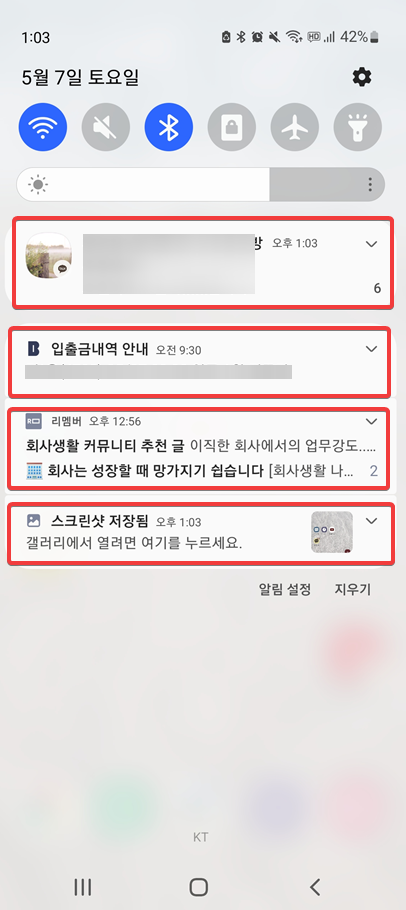 1:03
HD 42%
5월 7일 토요일
방 오후 1:03
6
입출금내역 안내 오전 9:30
리멤버 오후 12:56
회사생활 커뮤니티 추천 글 이직한 회사에서의 업무강도…..
회사는 성장할 때 망가지기 쉽습니다 [회사생활 나… 2
스크린샷 저장됨 오후 1:03
갤러리에서 열려면 여기를 누르세요.
알림 설정 지우기
KT